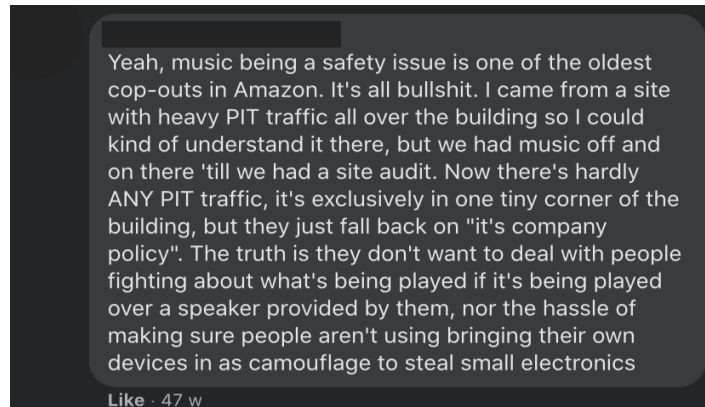 Yeah, music being a safety issue is one of the oldest
cop-outs in Amazon. It's all bullshit. I came from a site
with heavy PIT traffic all over the building so I could
kind of understand it there, but we had music off and
on there 'till we had a site audit. Now there's hardly
ANY PIT traffic, it's exclusively in one tiny corner of the
building, but they just fall back on "it's company
policy". The truth is they don't want to deal with people
fighting about what's being played if it's being played
over a speaker provided by them, nor the hassle of
making sure people aren't using bringing their own
devices in as camouflage to steal small electronics
Like · 47 w